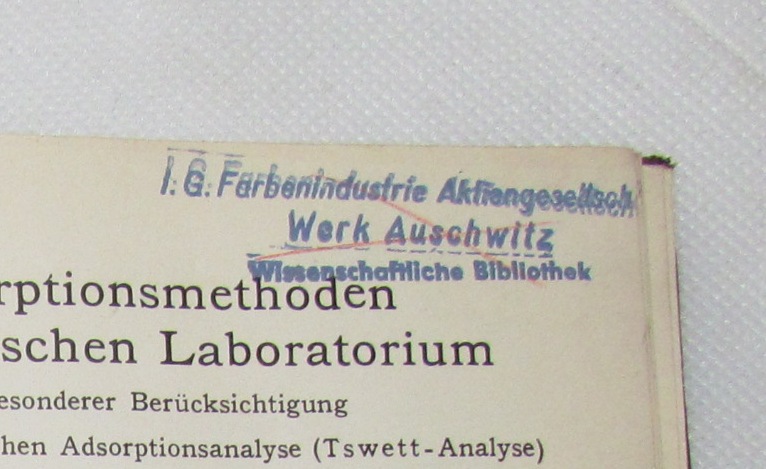 I. G. Farbenindustrie Aktiengesellsch
Werk Auschwitz
Wissenschaftliche Bibliothek
rptionsmethoden
schen Laboratorium
esonderer Berücksichtigung
hen Adsorptionsanalyse (Tswett-Analyse)